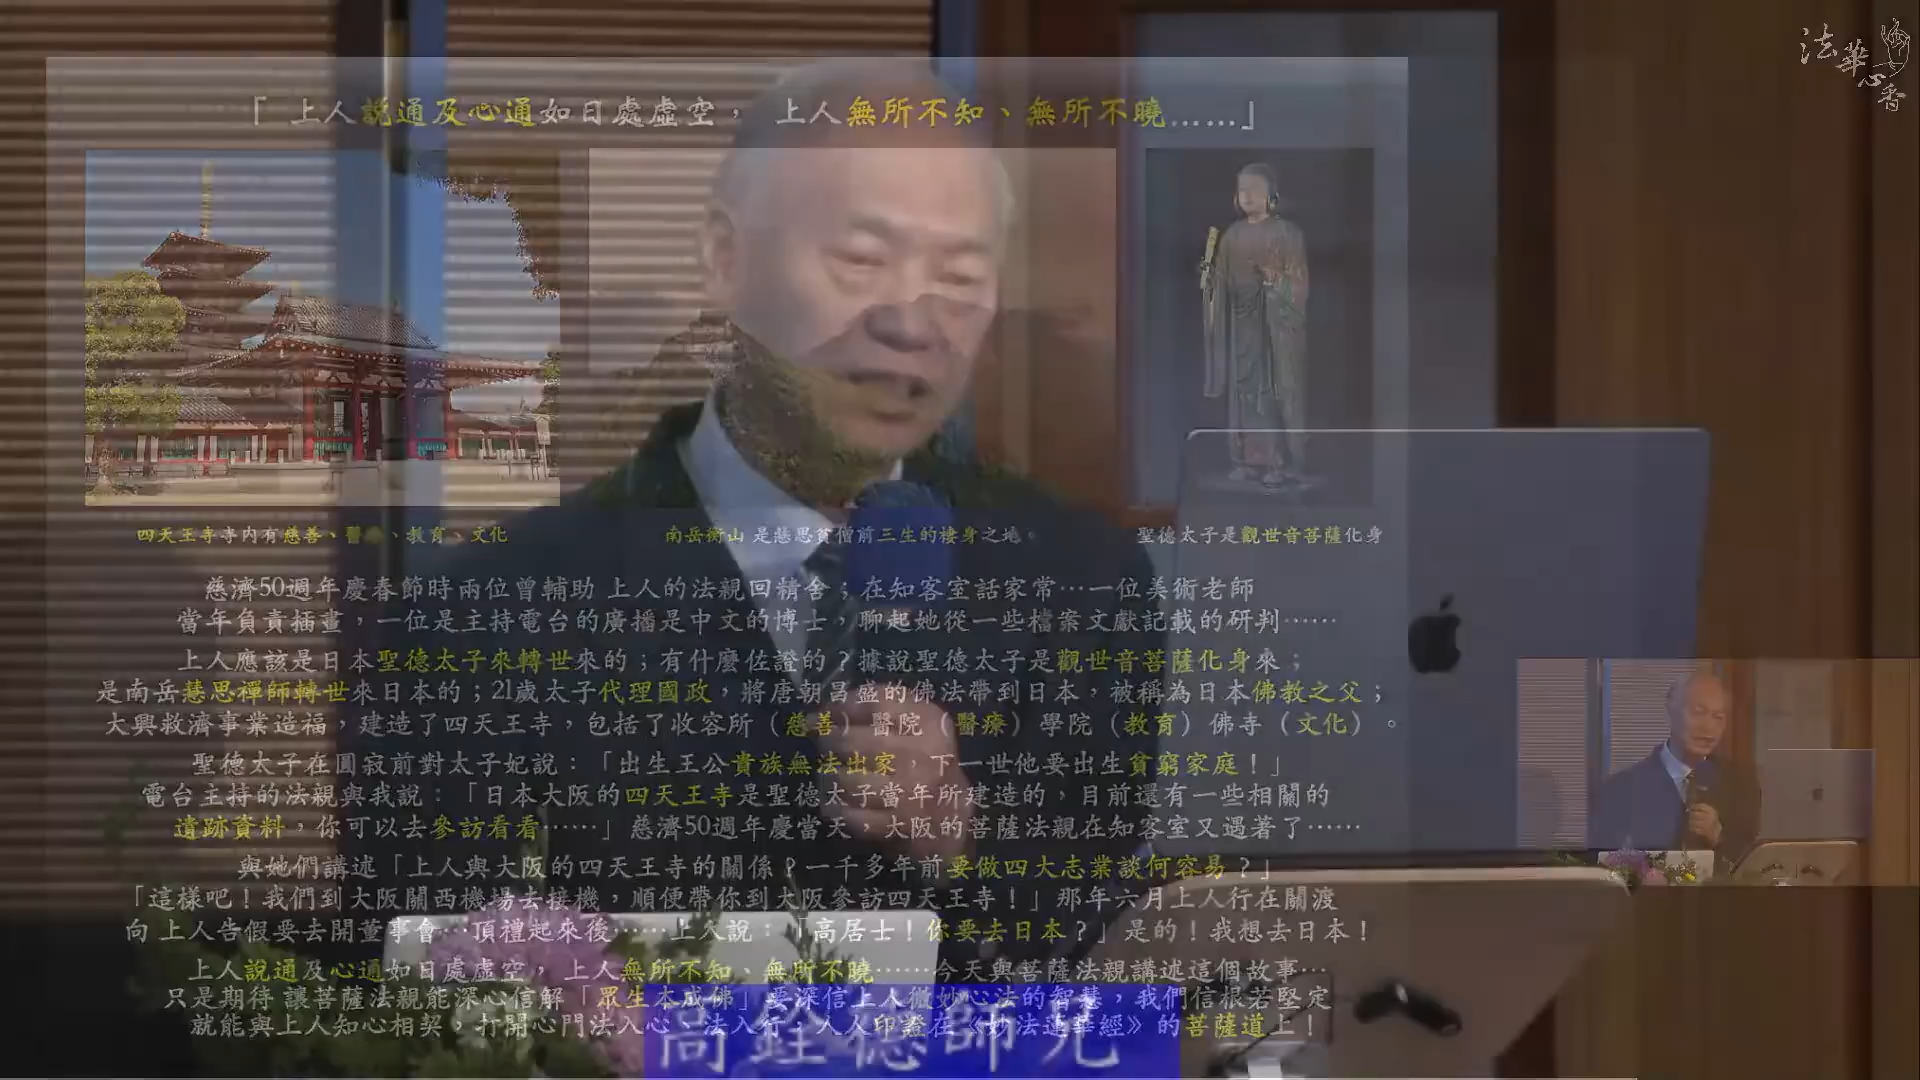 法華心香
「 上人說通及心通如日處虛空， 上人無所不知、無所不曉……」
四天王寺寺內有慈善、醫療、教育、文化
南岳衡山 是慧思貧僧前三生的棲身之境。
聖德太子是觀世音菩薩化身
慈濟50週年慶春節時兩位曾輔助 上人的法親回精舍；在知客室話家常…一位美術老師
當年負責插畫，一位是主持電台的廣播是中文的博士，聊起她從一些檔案文獻記載的研判……
上人應該是日本聖德太子來轉世來的；有什麼佐證的？據說聖德太子是觀世音菩薩化身來；
是南岳慧思禪師轉世來日本的；21歲太子代理國政，將唐朝昌盛的佛法帶到日本，被稱為日本佛教之父；
大興救濟事業造福，建造了四天王寺，包括了收容所（慈善）醫院（醫療）學院（教育）佛寺（文化）。
聖德太子在圓寂前對太子妃說：「出生王公貴族無法出家，下一世他要出生貧窮家庭！」
電台主持的法親與我說：「日本大阪的四天王寺是聖德太子當年所建造的，目前還有一些相關的
遺跡資料，你可以去參訪看看……」慈濟50週年慶當天，大阪的菩薩法親在知客室又遇著了……
與她們講述「上人與大阪的四天王寺的關係？一千多年前要做四大志業談何容易？」
「這樣吧！我們到大阪關西機場去接機，順便帶你到大阪參訪四天王寺！」那年六月上人行在關渡
向 上人告假要去開董事會…頂禮起來後……上人說：「高居士！你要去日本？」是的！我想去日本！
上人說通及心通如日處虛空， 上人無所不知、無所不曉……今天與菩薩法親講述這個故事…
只是期待 讓菩薩法親能深心信解「眾生本成佛」要深信上人微妙心法的智慧，我們信根若堅定
就能與上人知心相契，打開心門法入心、法入行，人人印證在《妙法蓮華經》的菩薩道上！
高銓德師兄